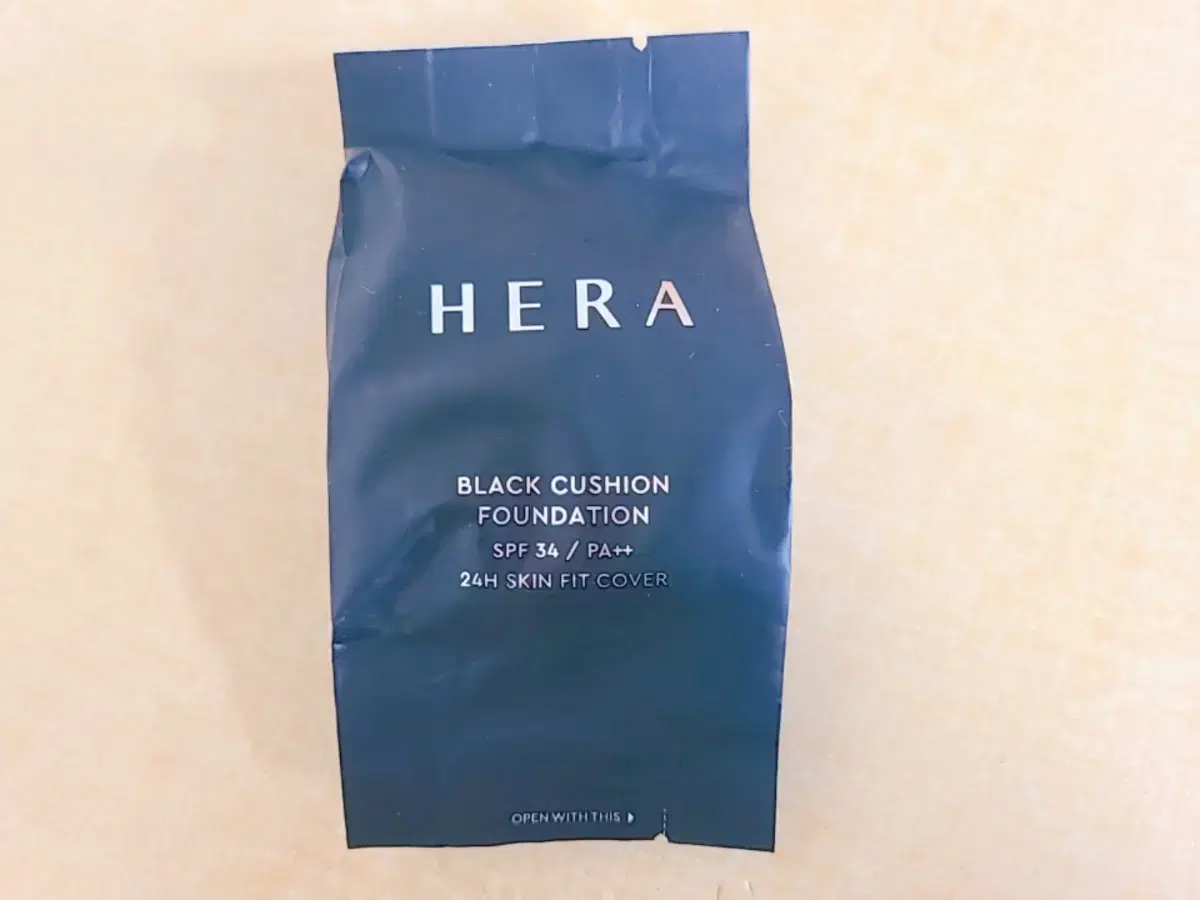 HERA
BLACK CUSHION
FOUNDATION
SPF 34 / PA++
24H SKIN FIT COVER
OPEN WITH THIS